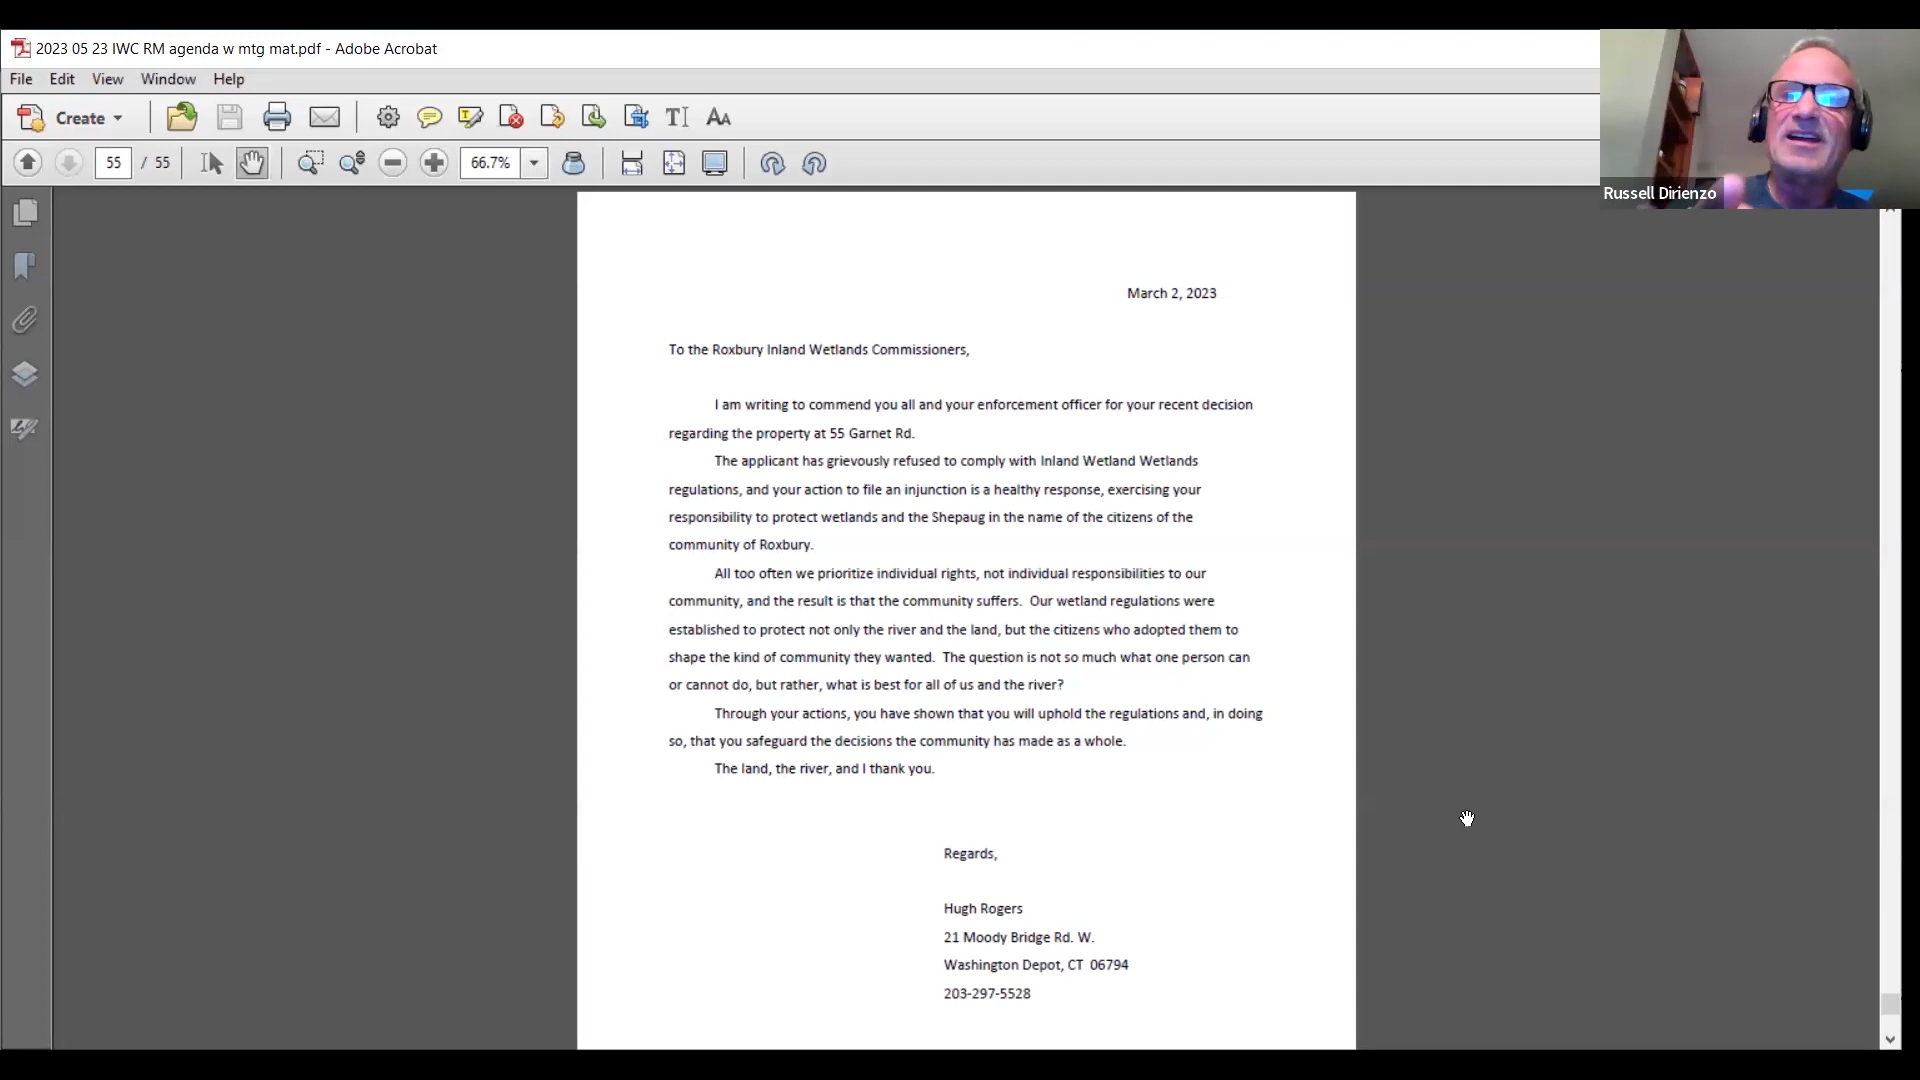 2023 05 23 IWC RM agenda w mtg mat.pdf - Adobe Acrobat
File Edit View Window Help
Create
55 / 55 66.7%
Russell Dirienzo
March 2, 2023
To the Roxbury Inland Wetlands Commissioners,
I am writing to commend you all and your enforcement officer for your recent decision
regarding the property at 55 Garnet Rd.
The applicant has grievously refused to comply with Inland Wetland Wetlands
regulations, and your action to file an injunction is a healthy response, exercising your
responsibility to protect wetlands and the Shepaug in the name of the citizens of the
community of Roxbury.
All too often we prioritize individual rights, not individual responsibilities to our
community, and the result is that the community suffers. Our wetland regulations were
established to protect not only the river and the land, but the citizens who adopted them to
shape the kind of community they wanted. The question is not so much what one person can
or cannot do, but rather, what is best for all of us and the river?
Through your actions, you have shown that you will uphold the regulations and, in doing
so, that you safeguard the decisions the community has made as a whole.
The land, the river, and I thank you.
Regards,
Hugh Rogers
21 Moody Bridge Rd. W.
Washington Depot, CT 06794
203-297-5528